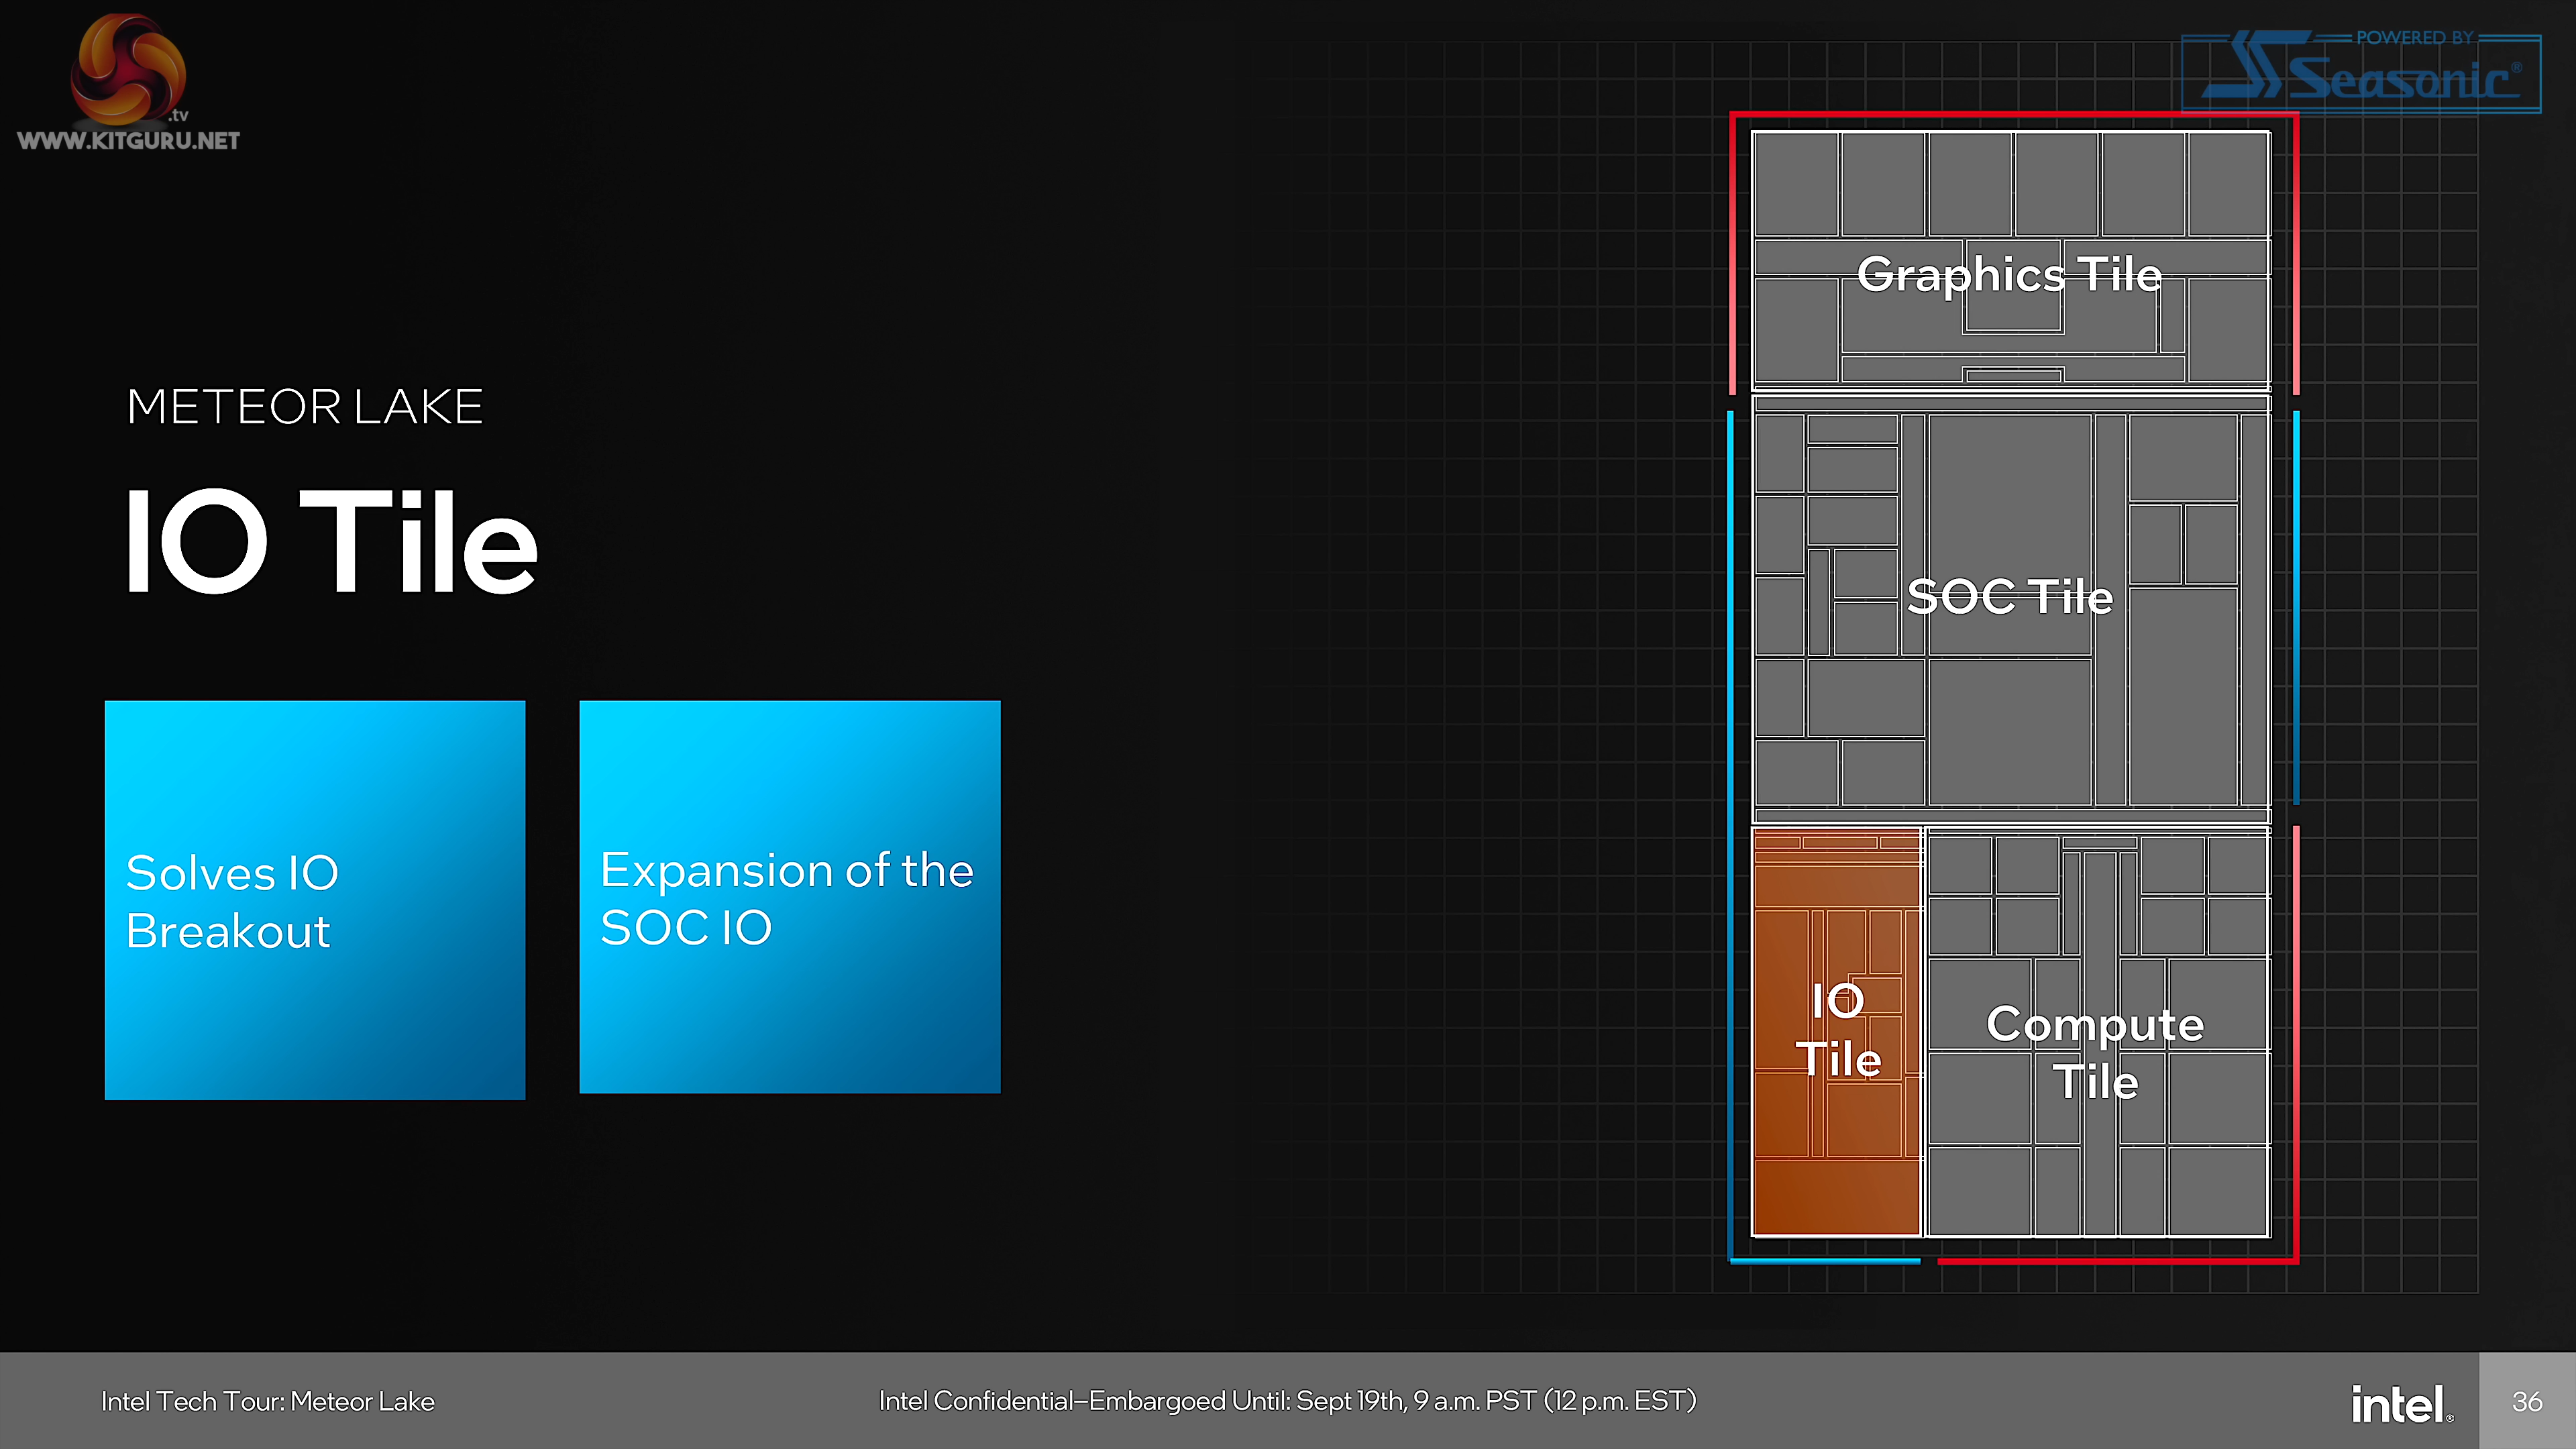 .tv
WWW.KITGURU.NET
POWERED BY
Seasonic®
METEOR LAKE
IO Tile
Solves IO
Breakout
Expansion of the
SOC IO
Graphics Tile
SOC Tile
IO
Tile
Compute
Tile
Intel Tech Tour: Meteor Lake
Intel Confidential–Embargoed Until: Sept 19th, 9 a.m. PST (12 p.m. EST)
intel®
36